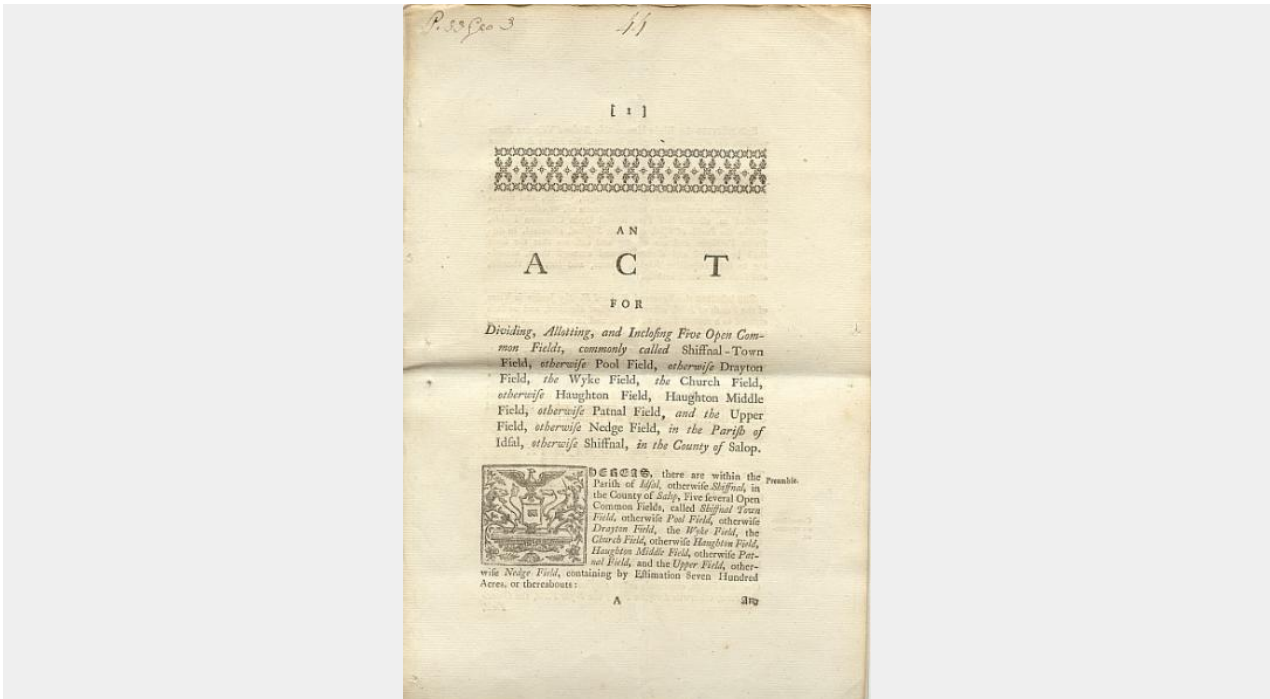 P. 33 Geo 3
44
[ 1 ]
AN
A C T
FOR
Dividing, Allotting, and Incloſing Five Open Com-
mon Fields, commonly called Shiffnal-Town
Field, otherwiſe Pool Field, otherwiſe Drayton
Field, the Wyke Field, the Church Field,
otherwiſe Haughton Field, Haughton Middle
Field, otherwiſe Patnal Field, and the Upper
Field, otherwiſe Nedge Field, in the Pariſh of
Idſal, otherwiſe Shiffnal, in the County of Salop.
HEREAS, there are within the
Pariſh of Idſal, otherwiſe Shiffnal, in
the County of Salop, Five ſeveral Open
Common Fields, called Shiffnal Town
Field, otherwiſe Pool Field, otherwiſe
Drayton Field, the Wyke Field, the
Church Field, otherwiſe Haughton Field,
Haughton Middle Field, otherwiſe Pat-
nal Field, and the Upper Field, other-
wiſe Nedge Field, containing by Eſtimation Seven Hundred
Acres, or thereabouts:
Preamble.
A